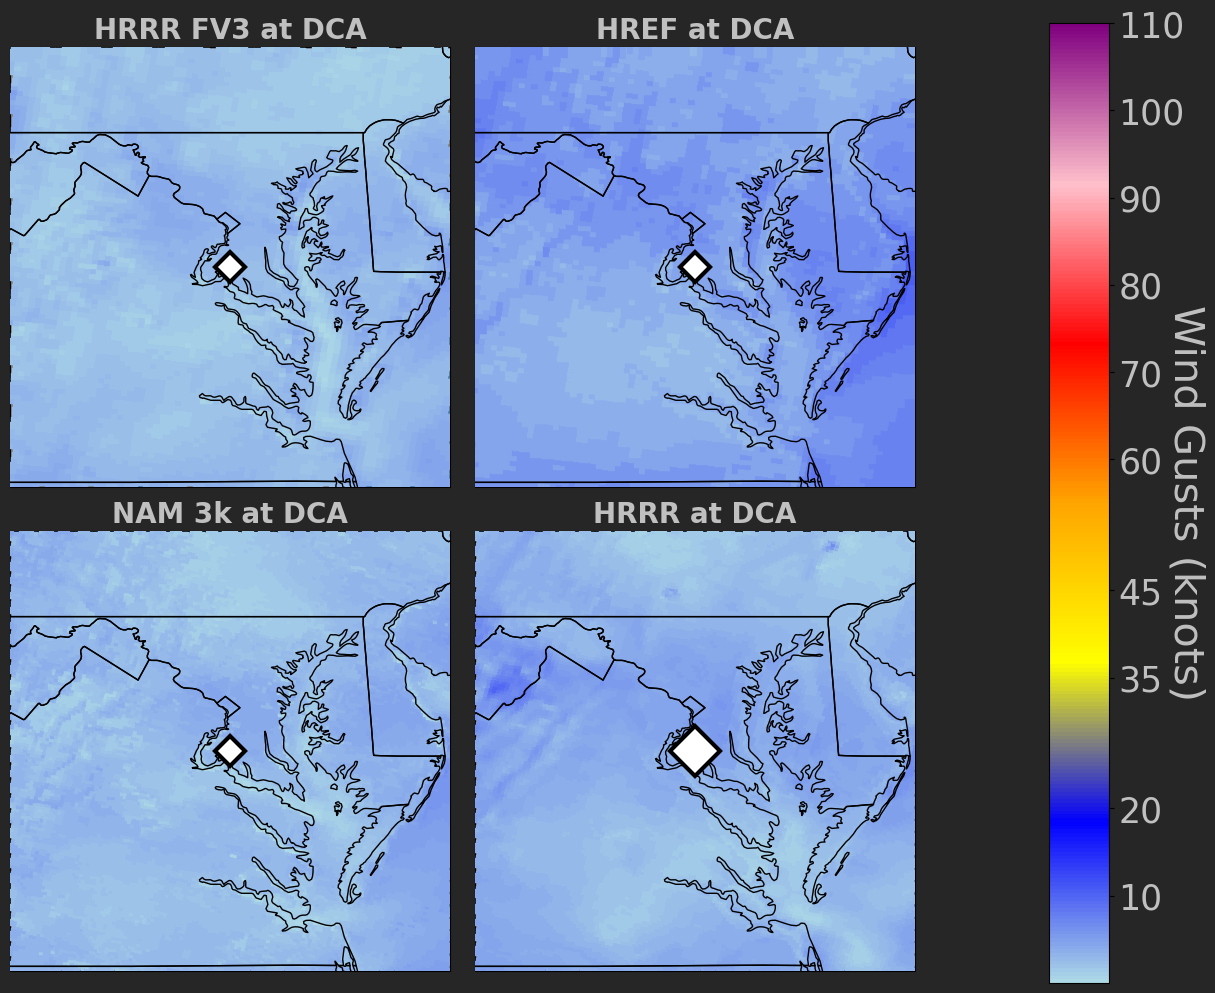 HRRR FV3 at DCA
HREF at DCA
NAM 3k at DCA
HRRR at DCA
110
100
90
80
70
60
45
35
20
10
Wind Gusts (knots)